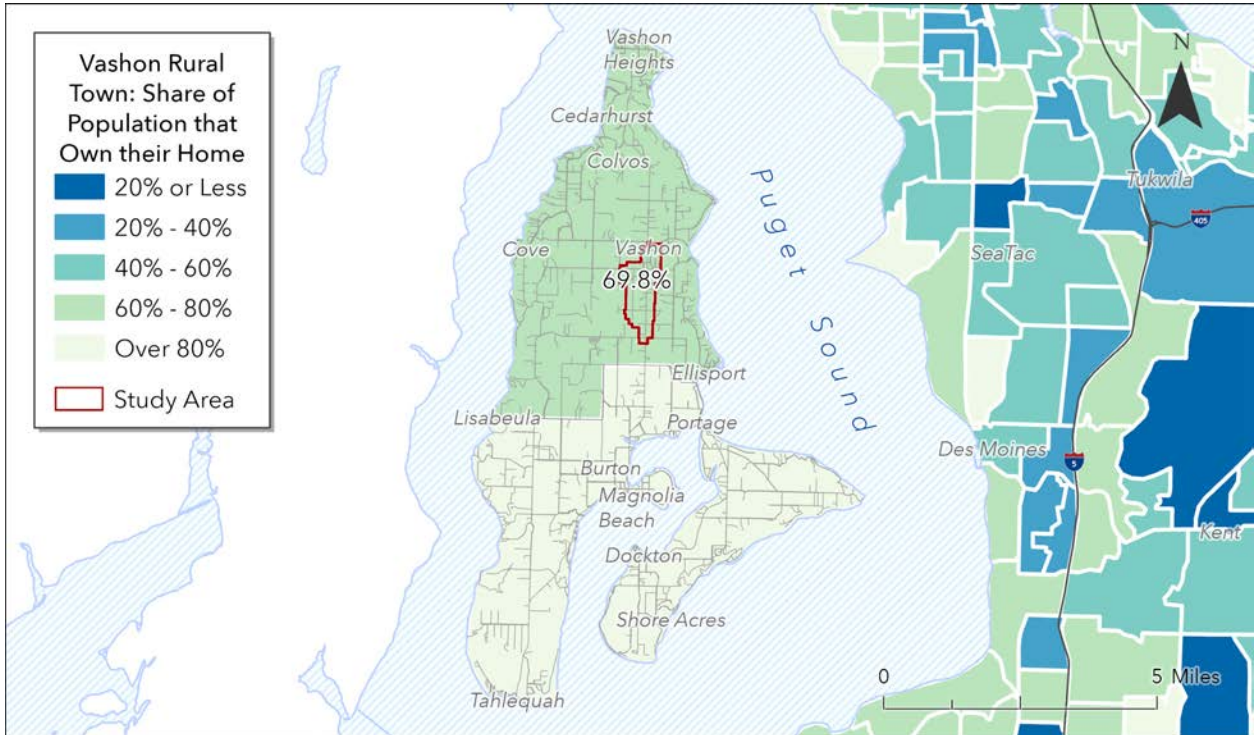 Vashon Rural
Town: Share of
Population that
Own their Home
20% or Less
20% - 40%
40% - 60%
60% - 80%
Over 80%
Study Area
Vashon
Heights
Cedarhurst
Colvos
Cove
Vashon
69.8%
Ellisport
Lisabeula
Portage
Burton
Magnolia
Beach
Dockton
Shore Acres
Tahlequah
Puget Sound
N
Tukwila
405
SeaTac
Des Moines
5
Kent
0
5 Miles